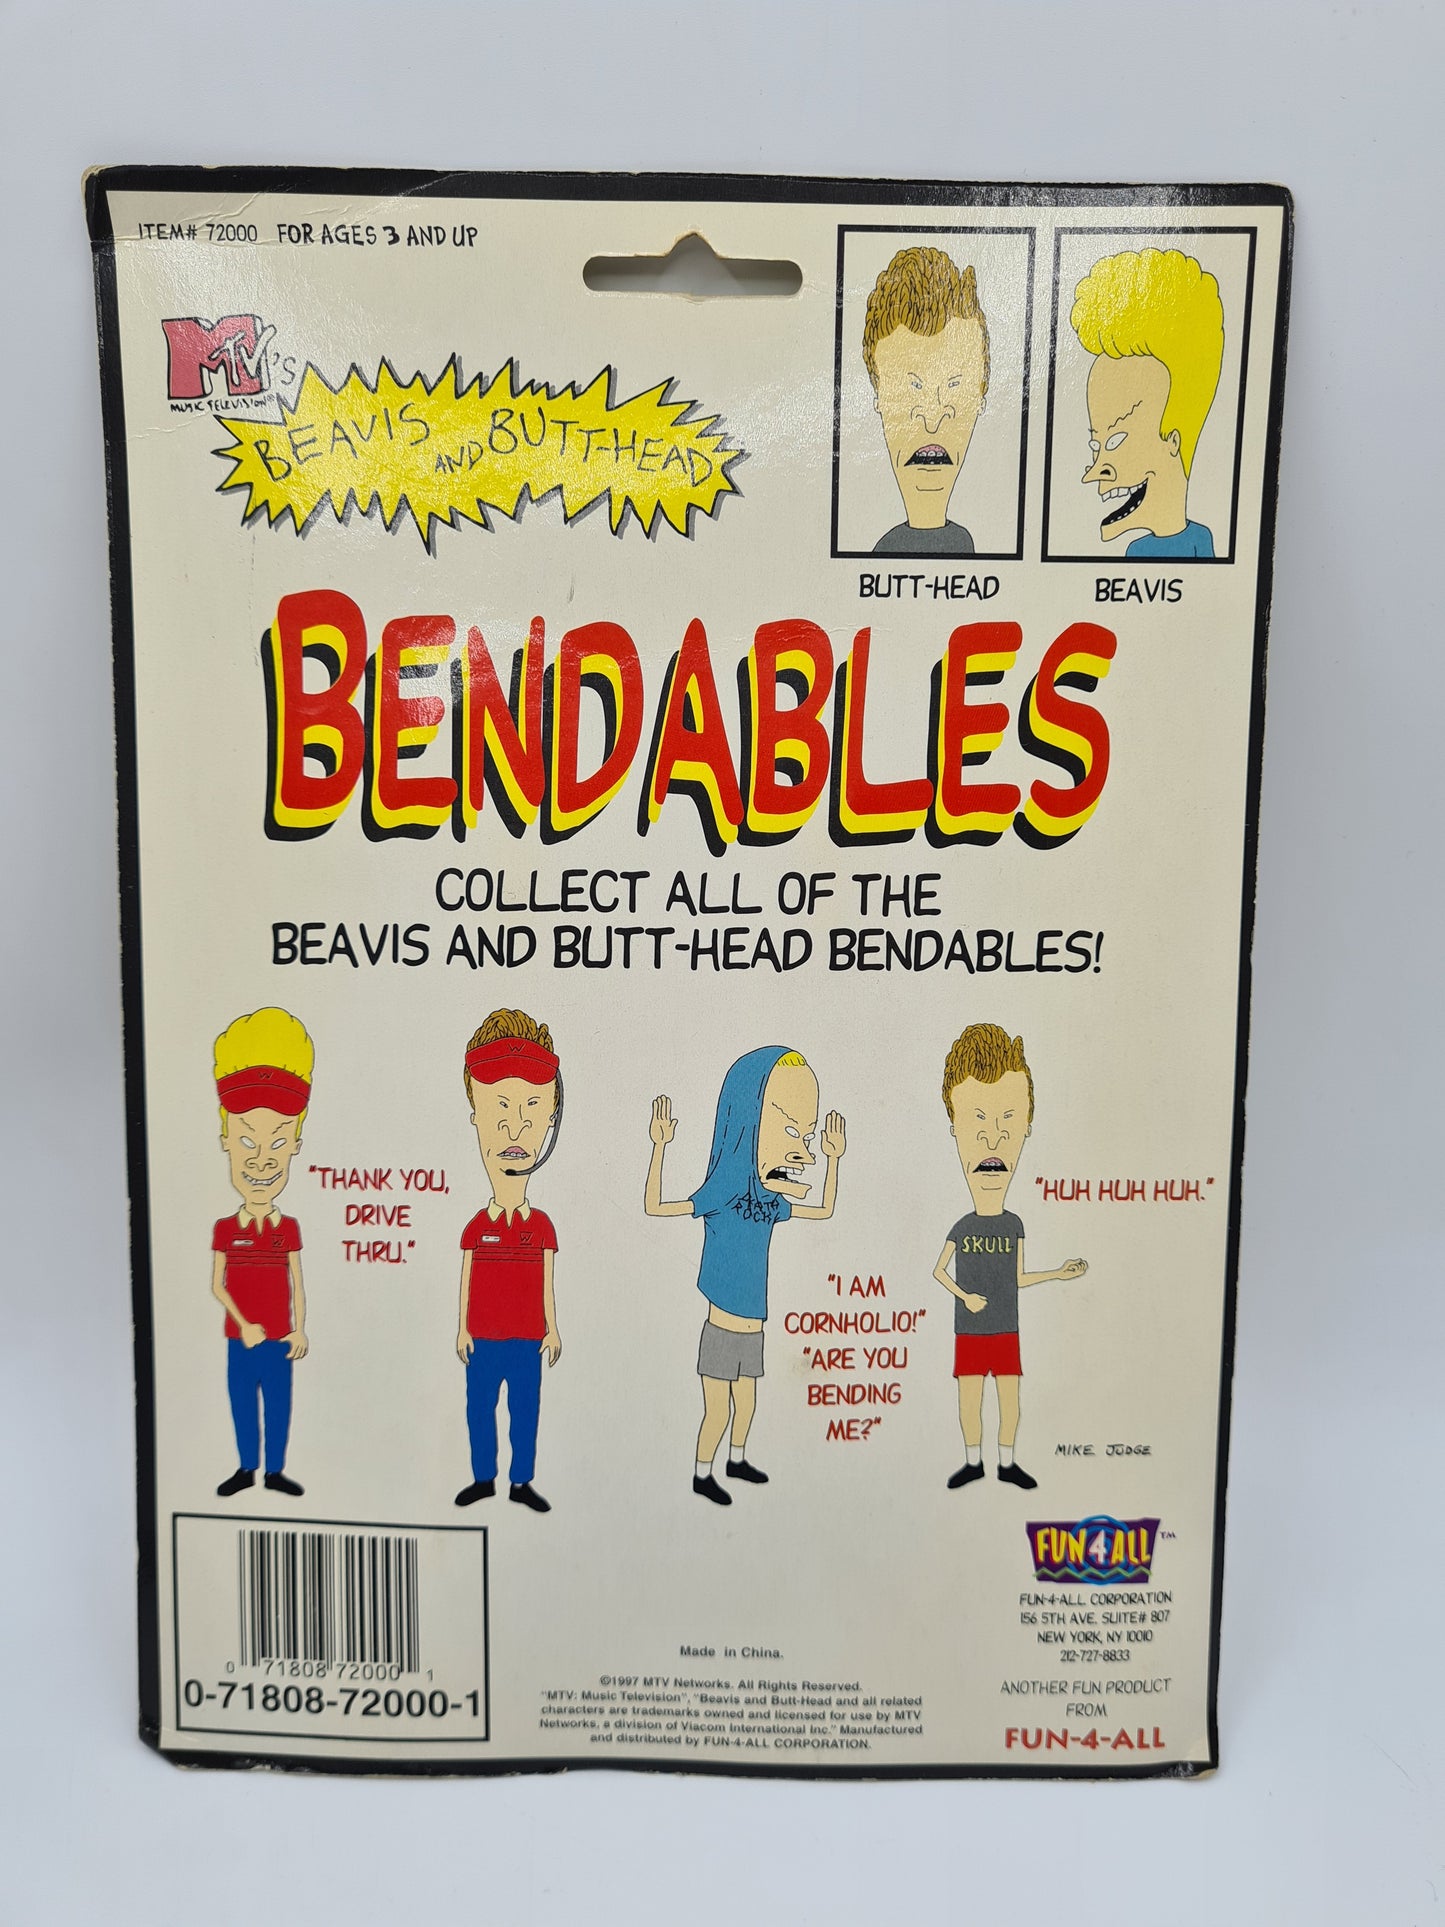 ITEM# 72000 FOR AGES 3 AND UP
MTV'S
MUSIC TELEVISION®
BEAVIS AND BUTT-HEAD
BUTT-HEAD
BEAVIS
BENDABLES
COLLECT ALL OF THE
BEAVIS AND BUTT-HEAD BENDABLES!
W
W
W
W
"THANK YOU,
DRIVE
THRU."
DEATH
ROCK
"I AM
CORNHOLIO!"
"ARE YOU
BENDING
ME?"
SKULL
"HUH HUH HUH."
MIKE JUDGE
0 71808 72000 1
0-71808-72000-1
Made in China.
©1997 MTV Networks. All Rights Reserved.
"MTV: Music Television", "Beavis and Butt-Head and all related
characters are trademarks owned and licensed for use by MTV
Networks, a division of Viacom International Inc." Manufactured
and distributed by FUN-4-ALL CORPORATION.
FUN 4 ALL TM
FUN-4-ALL CORPORATION
156 5TH AVE. SUITE# 807
NEW YORK, NY 10010
212-727-8833
ANOTHER FUN PRODUCT
FROM
FUN-4-ALL